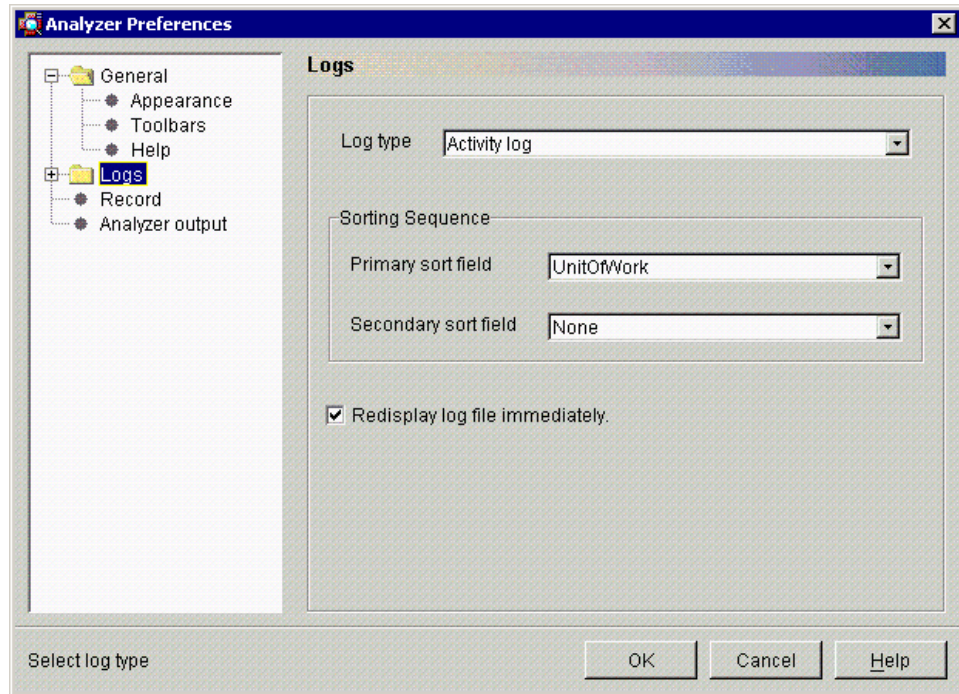 Analyzer Preferences
General
Appearance
Toolbars
Help
Logs
Record
Analyzer output
Logs
Log type
Activity log
Sorting Sequence
Primary sort field
UnitOfWork
Secondary sort field
None
Redisplay log file immediately.
Select log type
OK
Cancel
Help